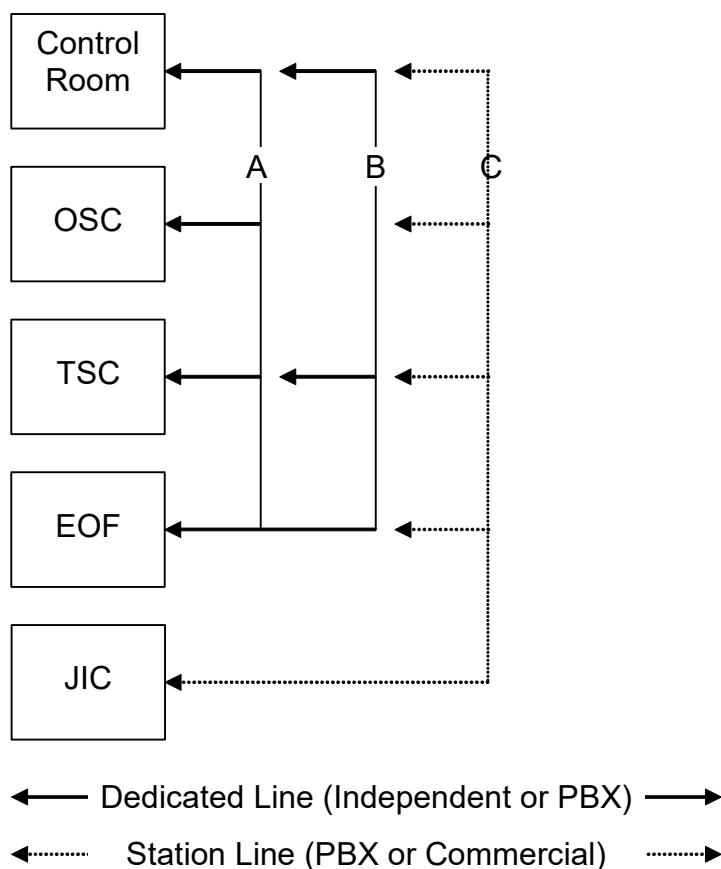 Control
Room
A
B
C
OSC
TSC
EOF
JIC
Dedicated Line (Independent or PBX)
Station Line (PBX or Commercial)